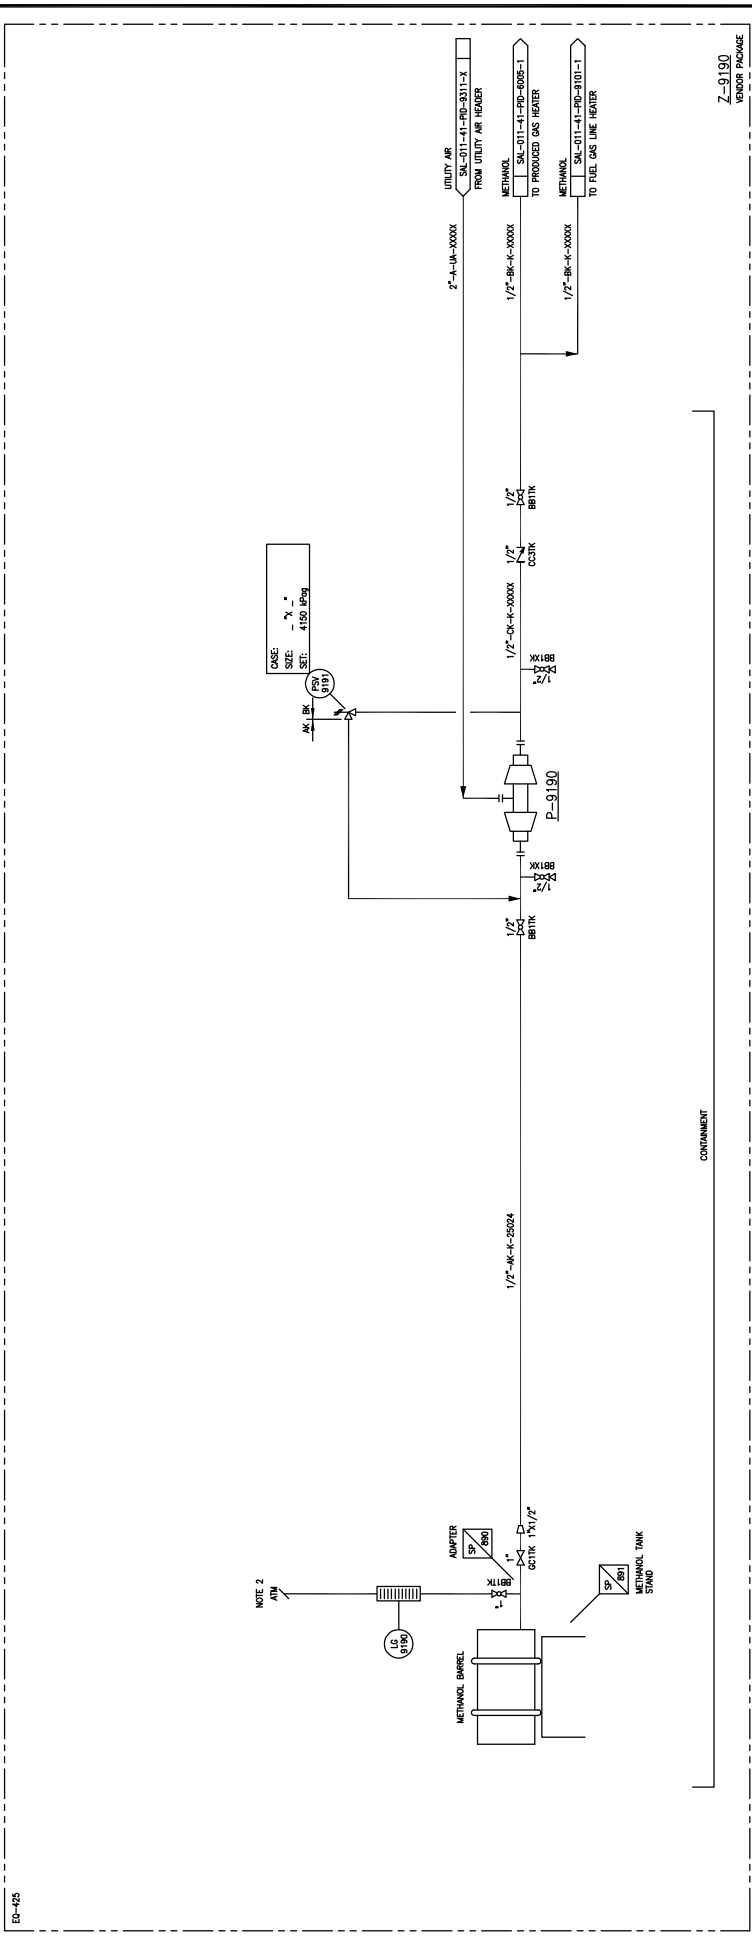 EQ-425
UTILITY AIR
SAL-011-41-PID-9311-X
FROM UTILITY AIR HEADER
2"-A-UA-XXXXX
METHANOL
SAL-011-41-PID-6005-1
TO PRODUCED GAS HEATER
1/2"-BK-K-XXXXX
METHANOL
SAL-011-41-PID-9101-1
TO FUEL GAS LINE HEATER
1/2"-BK-K-XXXXX
Z-9190
VENDOR PACKAGE
CASE:
SIZE: _ "X _"
SET: 4150 kPag
PSV
9191
AK BK
NOTE 2
ATM
LG
9190
METHANOL BARREL
1"
BB1TK
ADAPTER
SP
890
1"
GC1TK
1"X1/2"
SP
891
METHANOL TANK
STAND
1/2"-AK-K-25024
1/2"
BB1TK
1/2"
BB1XK
P-9190
1/2"
BB1XK
1/2"-CK-K-XXXXX
1/2"
CC3TK
1/2"
BB1TK
CONTAINMENT